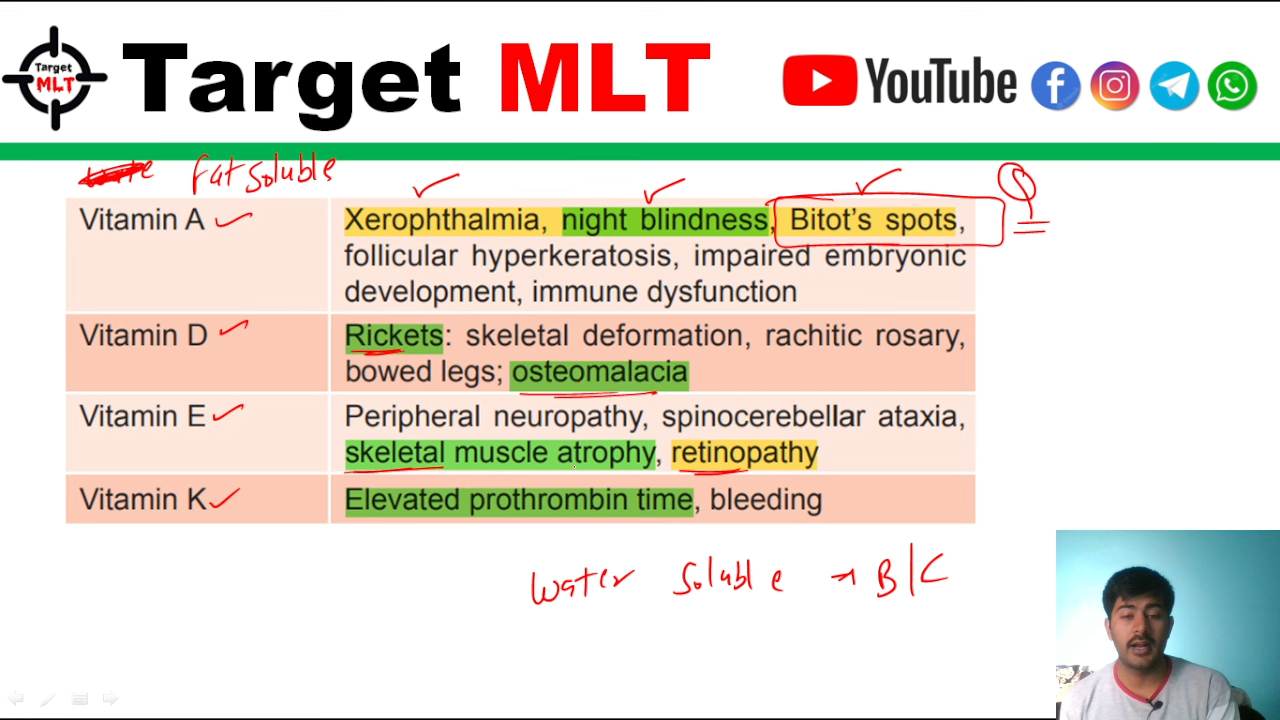 Target
MLT
Target MLT
YouTube
fat soluble
Vitamin A
Xerophthalmia, night blindness, Bitot's spots,
follicular hyperkeratosis, impaired embryonic
development, immune dysfunction
Q
Vitamin D
Rickets: skeletal deformation, rachitic rosary,
bowed legs; osteomalacia
Vitamin E
Peripheral neuropathy, spinocerebellar ataxia,
skeletal muscle atrophy, retinopathy
Vitamin K
Elevated prothrombin time, bleeding
water soluble → B/C